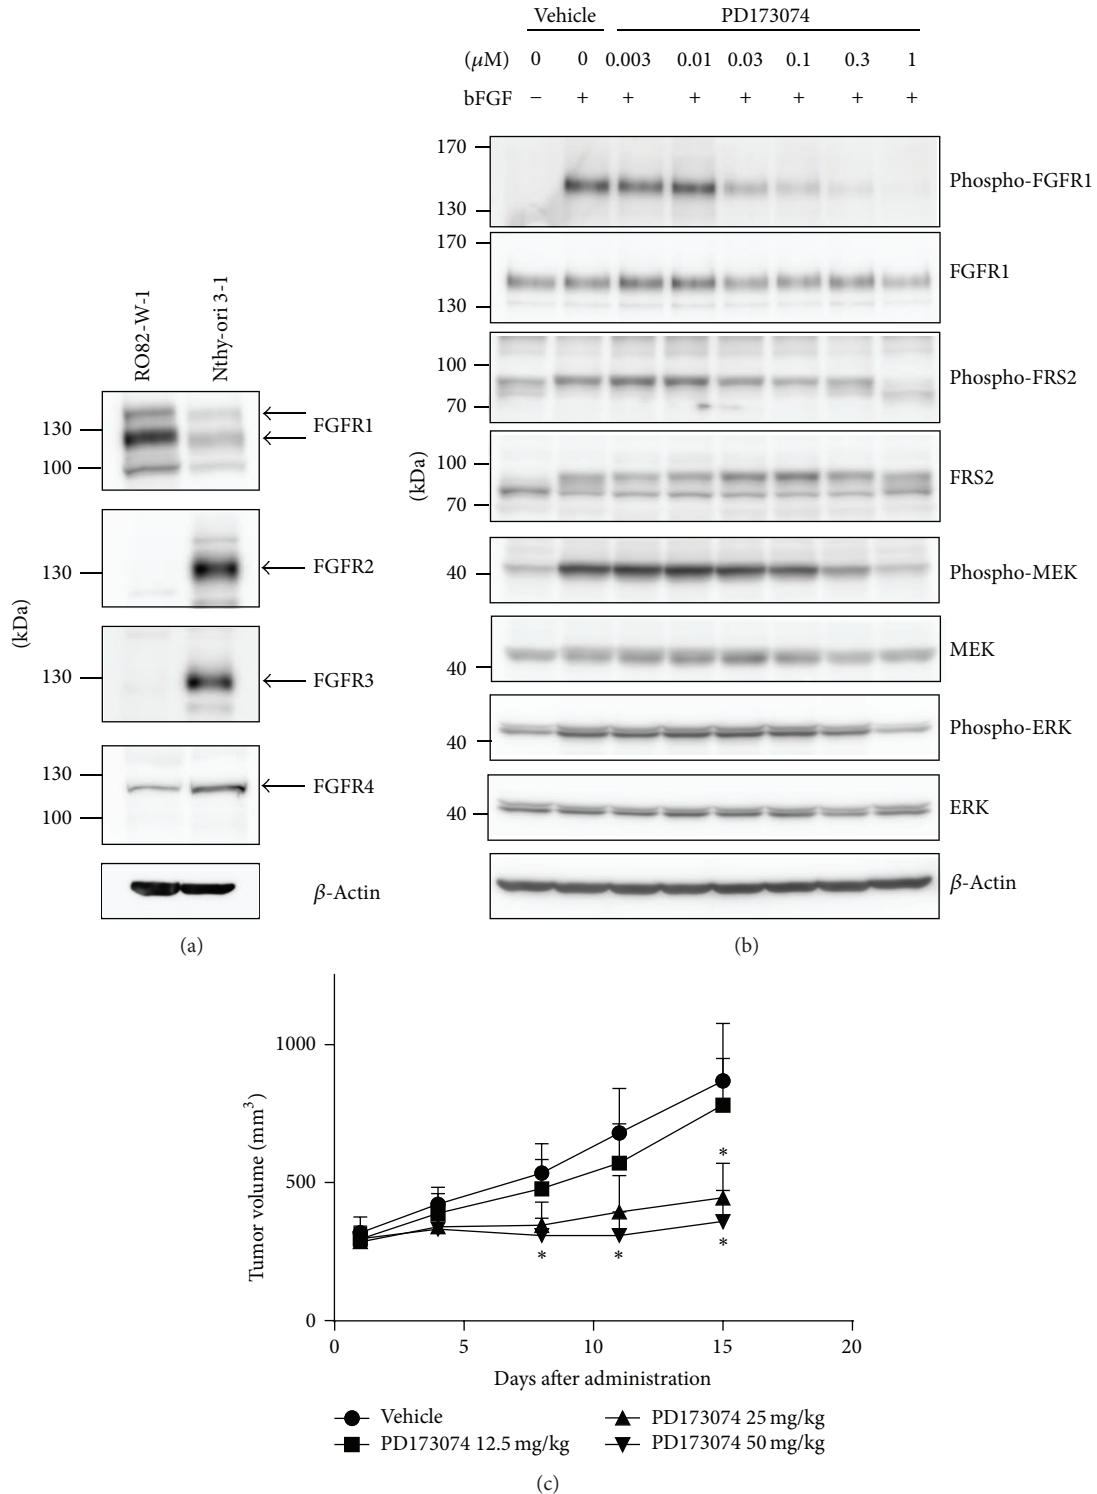 RO82-W-1
Nthy-ori 3-1
130
100
FGFR1
130
FGFR2
130
FGFR3
130
100
FGFR4
β-Actin
(kDa)
(a)
Vehicle PD173074
(μM) 0 0 0.003 0.01 0.03 0.1 0.3 1
bFGF − + + + + + + +
170
130
Phospho-FGFR1
170
130
FGFR1
100
70
Phospho-FRS2
100
70
FRS2
40
Phospho-MEK
40
MEK
40
Phospho-ERK
40
ERK
β-Actin
(kDa)
(b)
1000
500
0
Tumor volume (mm³)
* * * *
0 5 10 15 20
Days after administration
Vehicle
PD173074 12.5 mg/kg
PD173074 25 mg/kg
PD173074 50 mg/kg
(c)